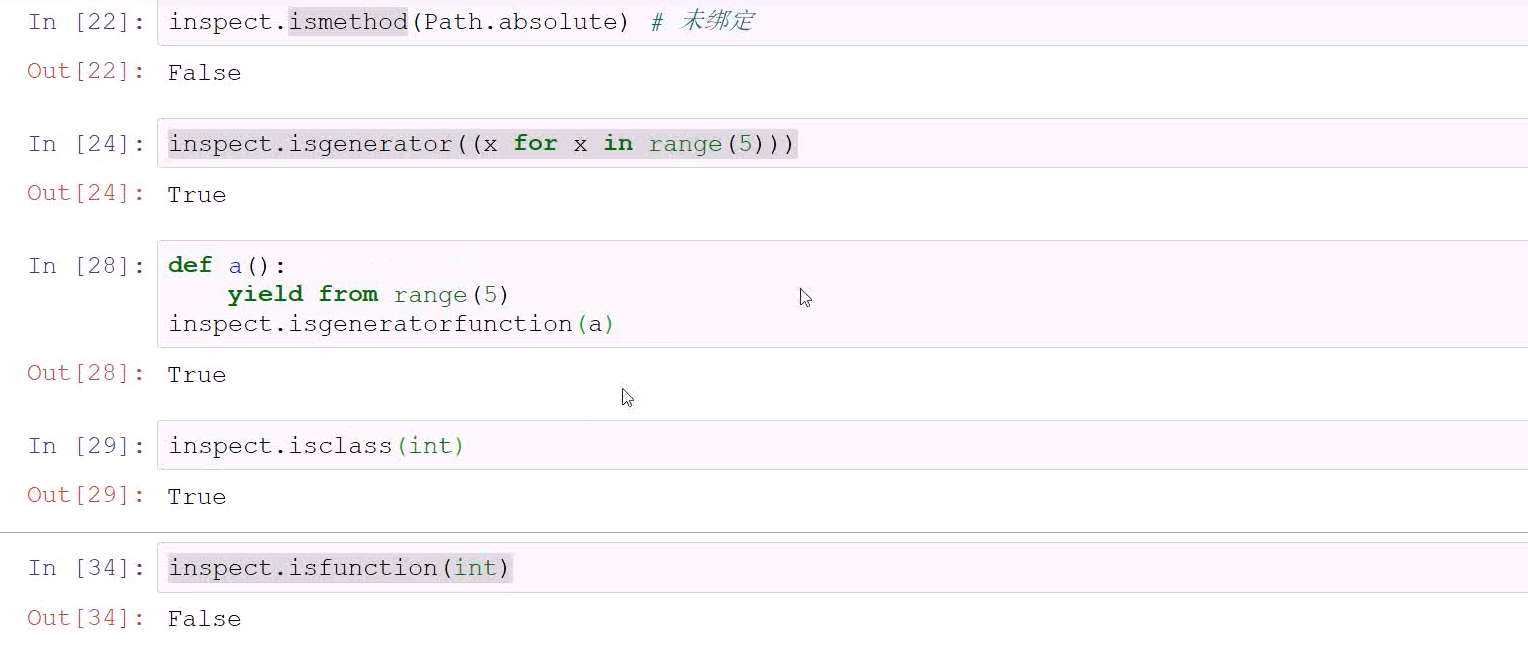 In [22]: inspect.ismethod(Path.absolute) # 未绑定
Out[22]: False
In [24]: inspect.isgenerator((x for x in range(5)))
Out[24]: True
In [28]: def a():
    yield from range(5)
inspect.isgeneratorfunction(a)
Out[28]: True
In [29]: inspect.isclass(int)
Out[29]: True
In [34]: inspect.isfunction(int)
Out[34]: False